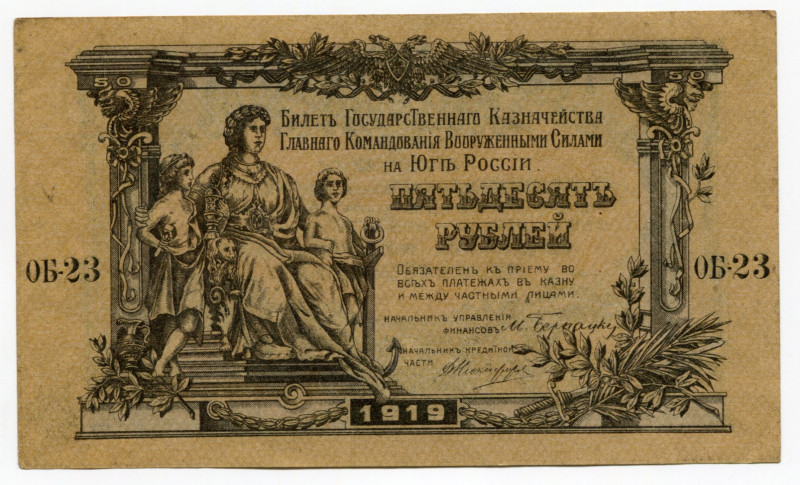 50 50
Билетъ Государственнаго Казначейства
Главнаго Командованія Вооруженными Силами
на Югѣ Россіи.
ПЯТЬДЕСЯТЪ
РУБЛЕЙ
Обязателенъ къ пріему во
всѣхъ платежахъ въ казну
и между частными лицами.
ОБ-23 ОБ-23
НАЧАЛЬНИКЪ УПРАВЛЕНІЯ
ФИНАНСОВЪ: М.
НАЧАЛЬНИКЪ КРЕДИТНОЙ
ЧАСТИ
1919